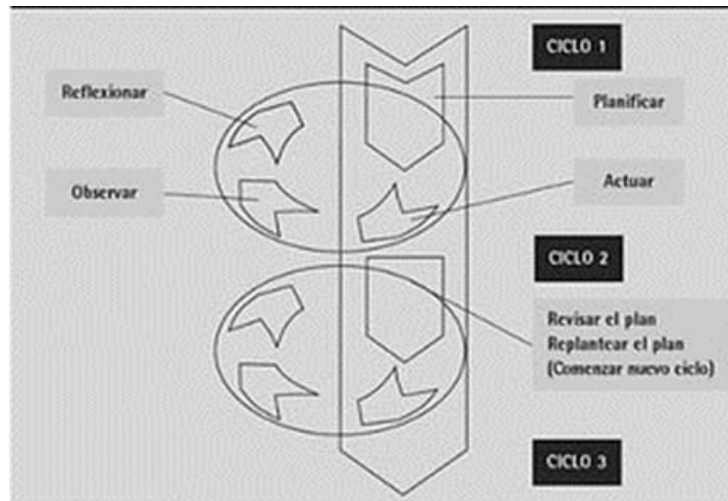 CICLO 1
Reflexionar
Planificar
Observar
Actuar
CICLO 2
Revisar el plan
Replantear el plan
(Comenzar nuevo ciclo)
CICLO 3